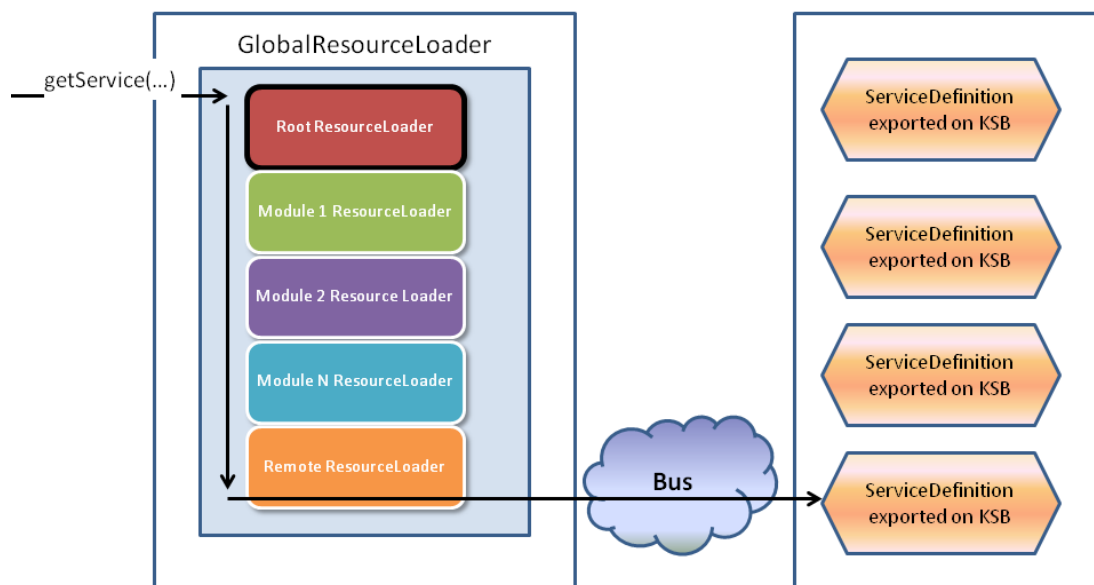 GlobalResourceLoader
getService(...)
Root ResourceLoader
Module 1 ResourceLoader
Module 2 Resource Loader
Module N ResourceLoader
Remote ResourceLoader
Bus
ServiceDefinition
exported on KSB
ServiceDefinition
exported on KSB
ServiceDefinition
exported on KSB
ServiceDefinition
exported on KSB